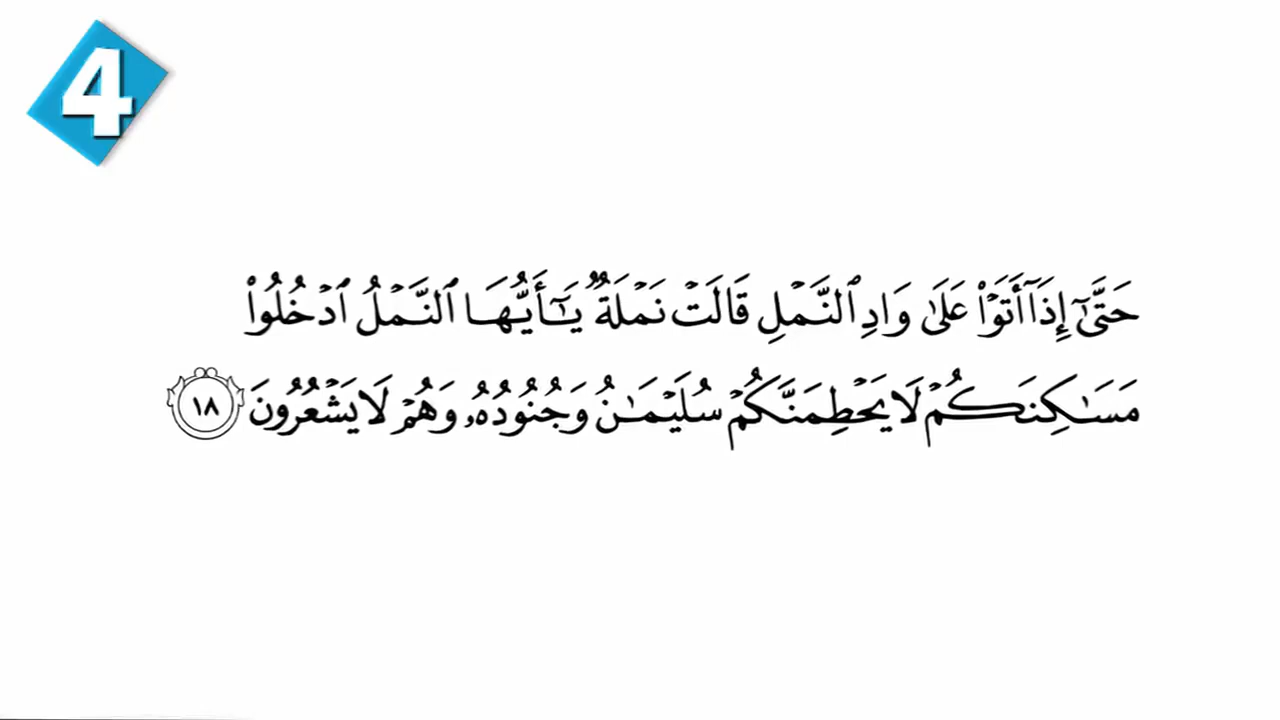 4
حَتَّىٰٓ إِذَآ أَتَوۡاْ عَلَىٰ وَادِ ٱلنَّمۡلِ قَالَتۡ نَمۡلَةٞ يَٰٓأَيُّهَا ٱلنَّمۡلُ ٱدۡخُلُواْ
مَسَٰكِنَكُمۡ لَا يَحۡطِمَنَّكُمۡ سُلَيۡمَٰنُ وَجُنُودُهُۥ وَهُمۡ لَا يَشۡعُرُونَ ١٨